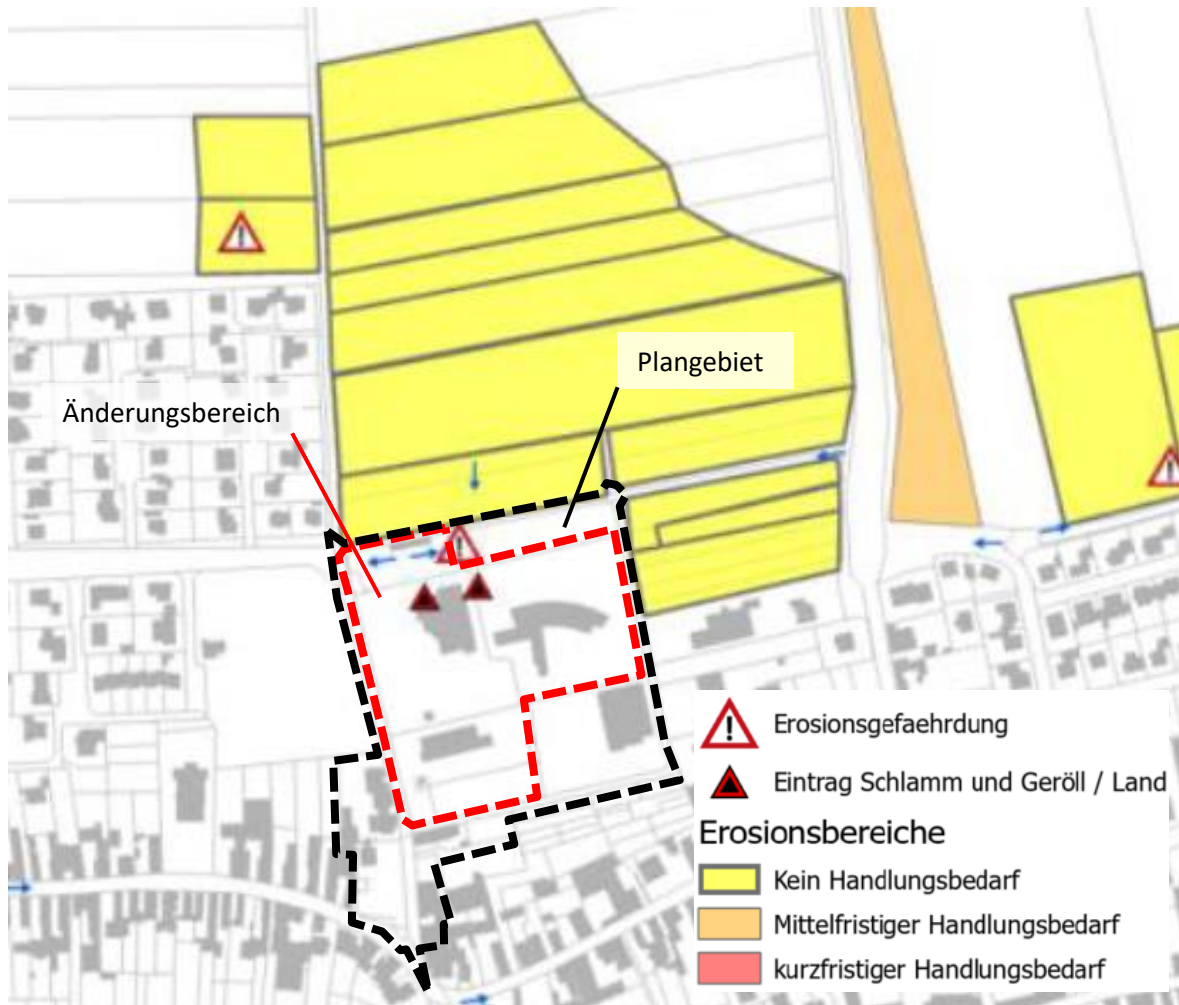 Plangebiet
Änderungsbereich
Erosionsgefaehrdung
Eintrag Schlamm und Geröll / Land
Erosionsbereiche
Kein Handlungsbedarf
Mittelfristiger Handlungsbedarf
kurzfristiger Handlungsbedarf